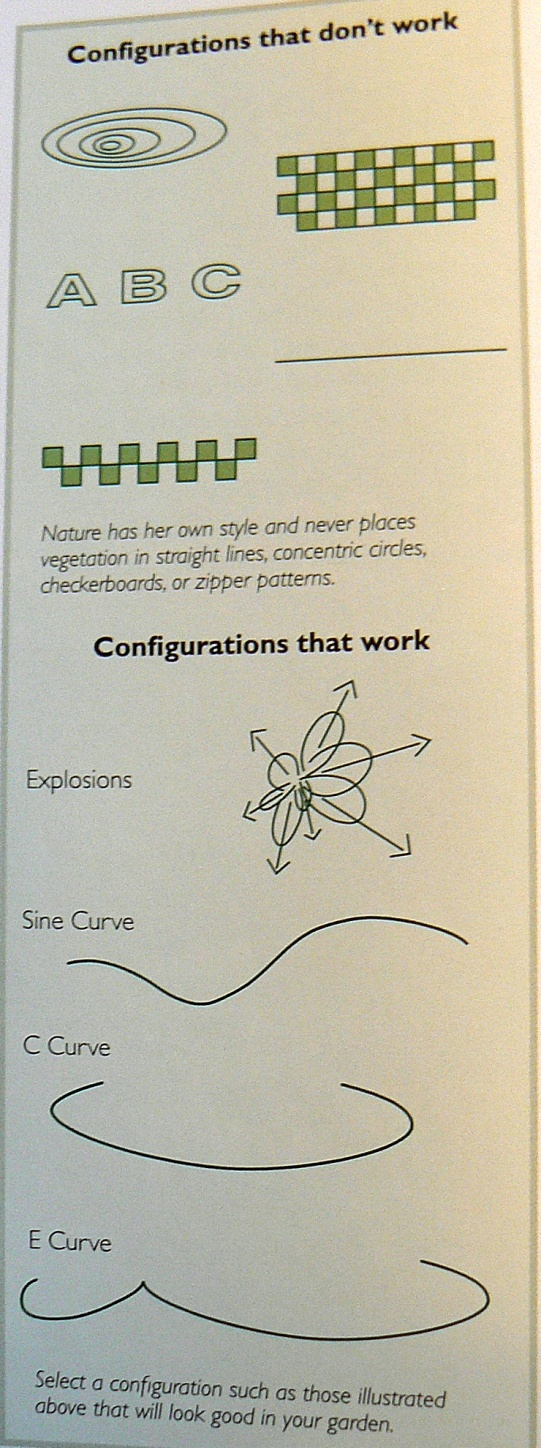 Configurations that don't work
A B C
Nature has her own style and never places
vegetation in straight lines, concentric circles,
checkerboards, or zipper patterns.
Configurations that work
Explosions
Sine Curve
C Curve
E Curve
Select a configuration such as those illustrated
above that will look good in your garden.